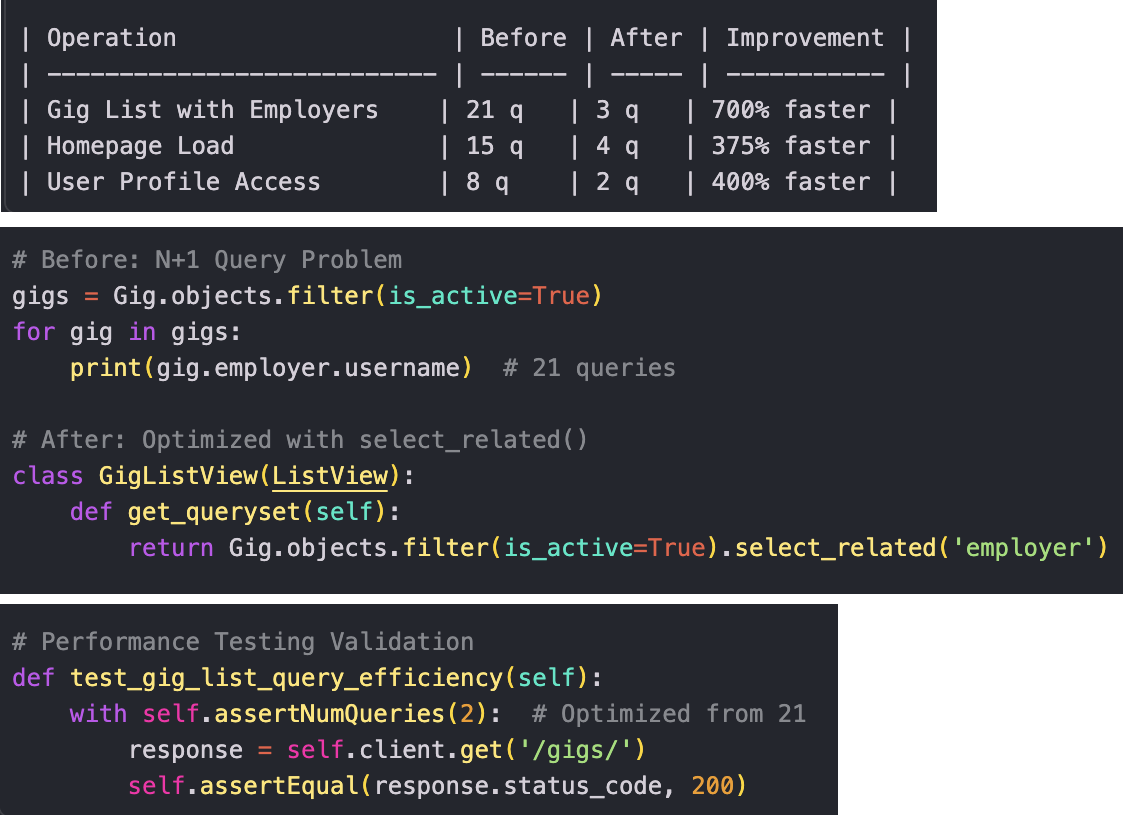 | Operation                   | Before | After | Improvement |
| --------------------------- | ------ | ----- | ----------- |
| Gig List with Employers    | 21 q   | 3 q   | 700% faster |
| Homepage Load              | 15 q   | 4 q   | 375% faster |
| User Profile Access        | 8 q    | 2 q   | 400% faster |
# Before: N+1 Query Problem
gigs = Gig.objects.filter(is_active=True)
for gig in gigs:
    print(gig.employer.username)  # 21 queries
# After: Optimized with select_related()
class GigListView(ListView):
    def get_queryset(self):
        return Gig.objects.filter(is_active=True).select_related('employer')
# Performance Testing Validation
def test_gig_list_query_efficiency(self):
    with self.assertNumQueries(2):  # Optimized from 21
        response = self.client.get('/gigs/')
        self.assertEqual(response.status_code, 200)